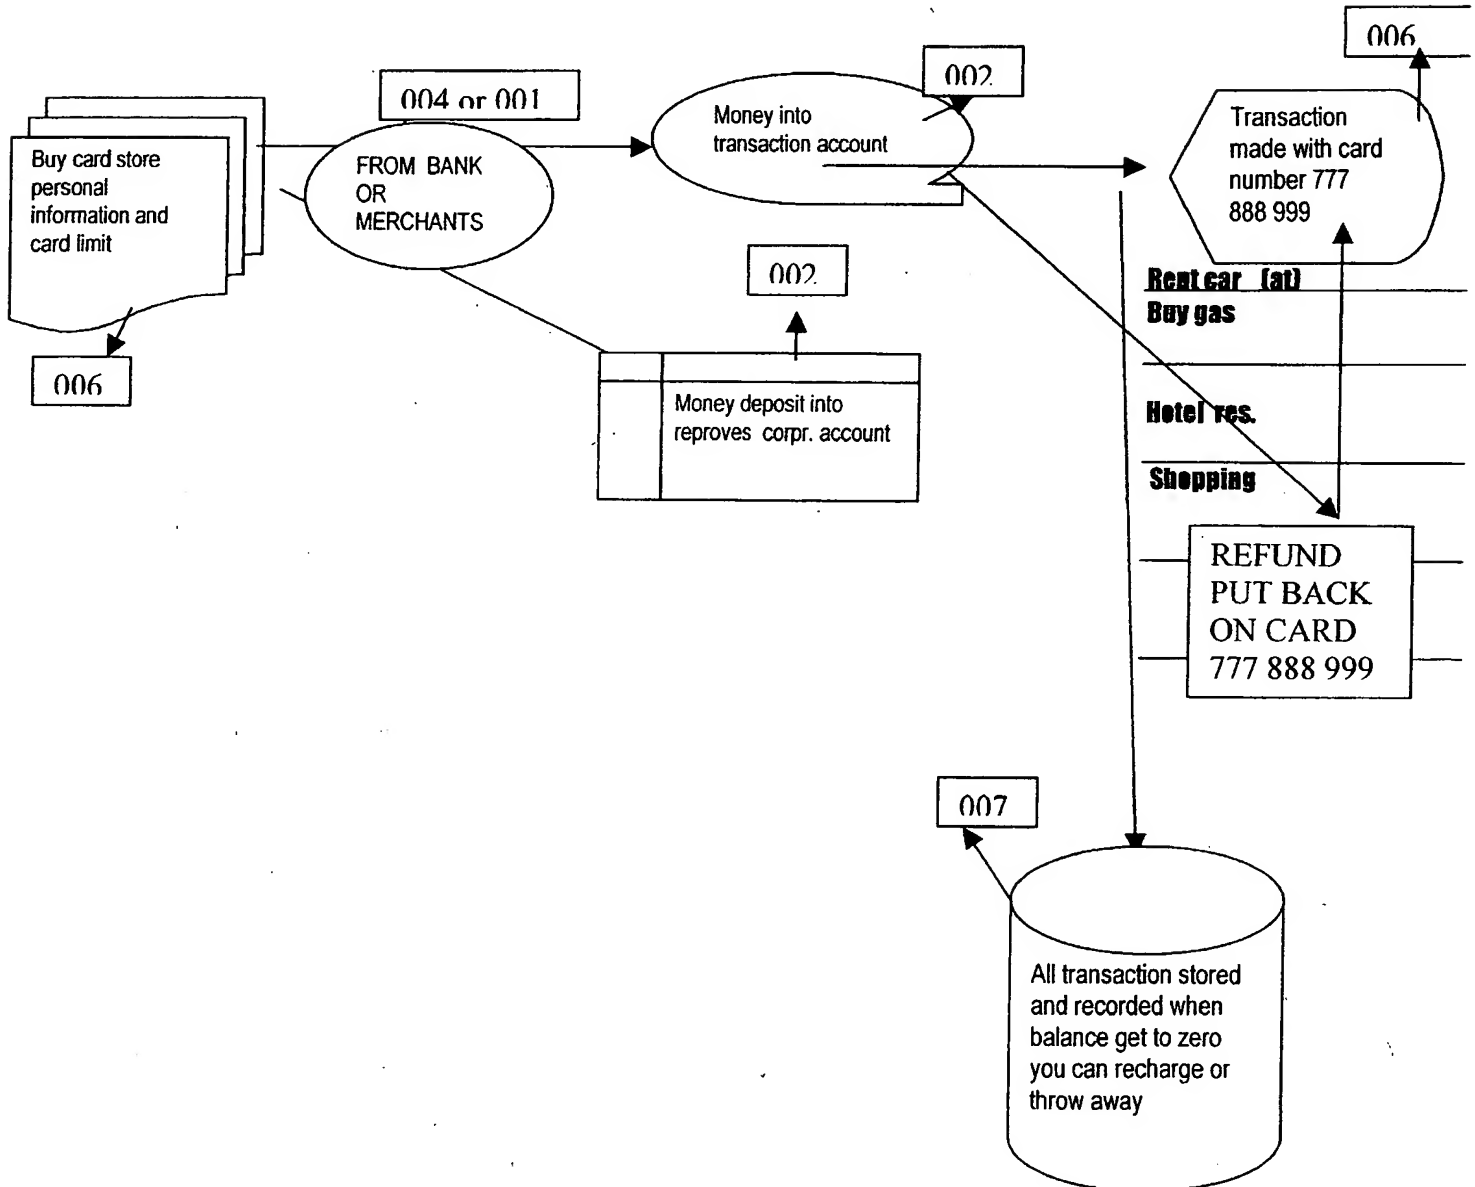 006
002
004 or 001
Buy card store
personal
information and
card limit
FROM BANK
OR
MERCHANTS
Money into
transaction account
Transaction
made with card
number 777
888 999
002
006
Money deposit into
reproves corpr. account
Rent car (at)
Buy gas
Hotel res.
Shopping
REFUND
PUT BACK
ON CARD
777 888 999
007
All transaction stored
and recorded when
balance get to zero
you can recharge or
throw away